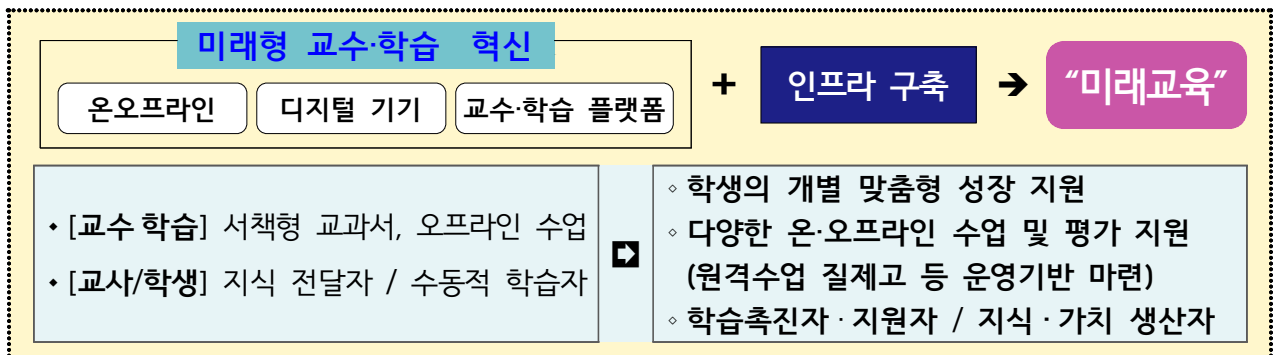 미래형 교수·학습 혁신
온오프라인 디지털 기기 교수·학습 플랫폼 + 인프라 구축 ➔ “미래교육”
◆ [교수 학습] 서책형 교과서, 오프라인 수업
◆ [교사/학생] 지식 전달자 / 수동적 학습자
◦ 학생의 개별 맞춤형 성장 지원
◦ 다양한 온·오프라인 수업 및 평가 지원
(원격수업 질제고 등 운영기반 마련)
◦ 학습촉진자·지원자 / 지식·가치 생산자